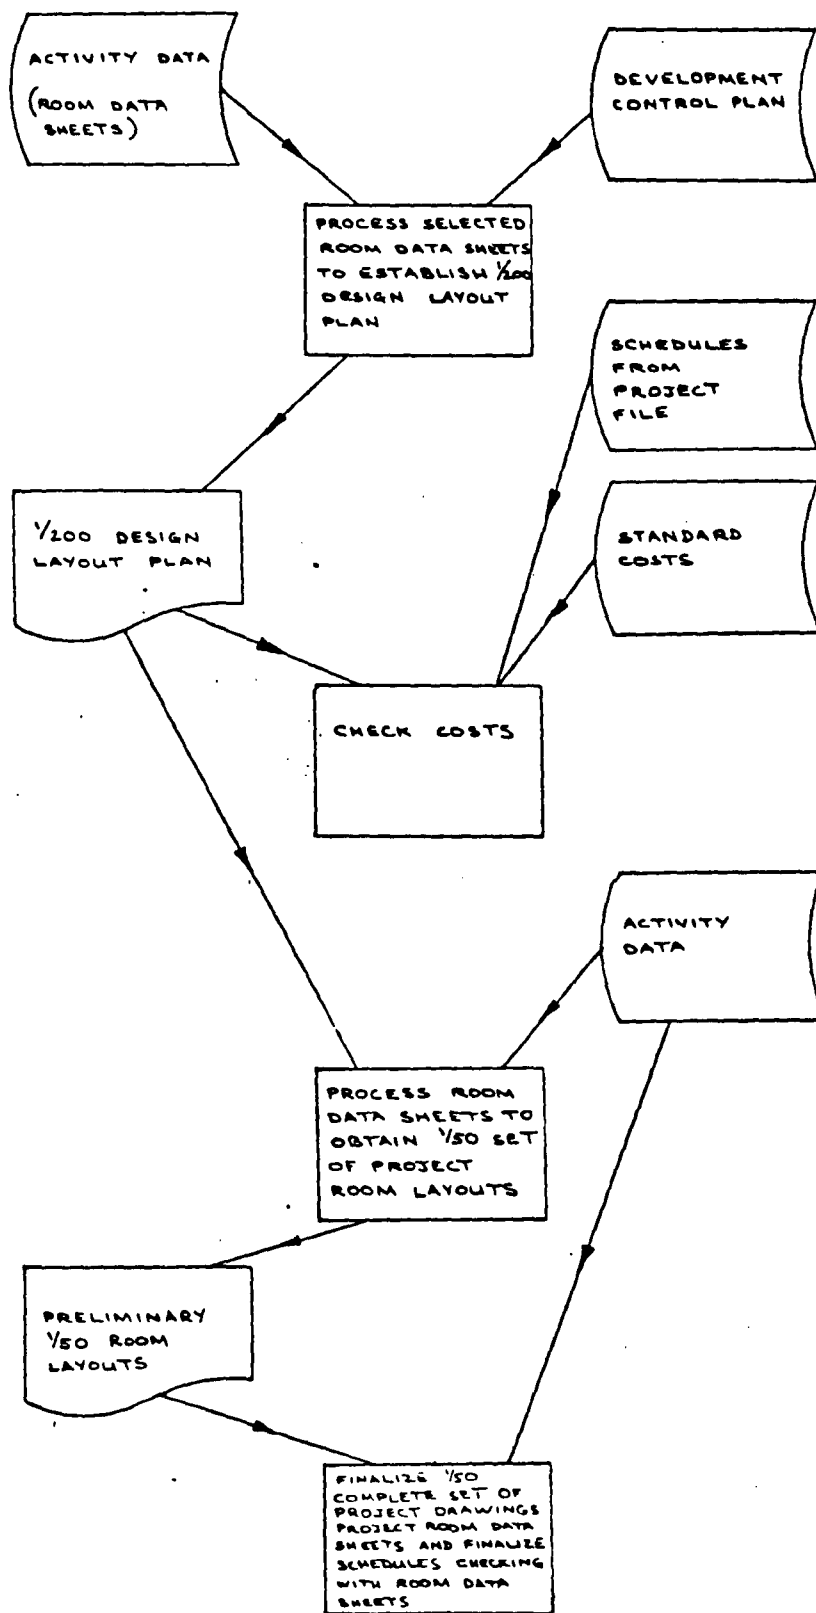 ACTIVITY DATA
(ROOM DATA
SHEETS)
DEVELOPMENT
CONTROL PLAN
PROCESS SELECTED
ROOM DATA SHEETS
TO ESTABLISH 1/200
DESIGN LAYOUT
PLAN
SCHEDULES
FROM
PROJECT
FILE
1/200 DESIGN
LAYOUT PLAN
STANDARD
COSTS
CHECK COSTS
ACTIVITY
DATA
PROCESS ROOM
DATA SHEETS TO
OBTAIN 1/50 SET
OF PROJECT
ROOM LAYOUTS
PRELIMINARY
1/50 ROOM
LAYOUTS
FINALIZE 1/50
COMPLETE SET OF
PROJECT DRAWINGS
PROJECT ROOM DATA
SHEETS AND FINALIZE
SCHEDULES CHECKING
WITH ROOM DATA
SHEETS